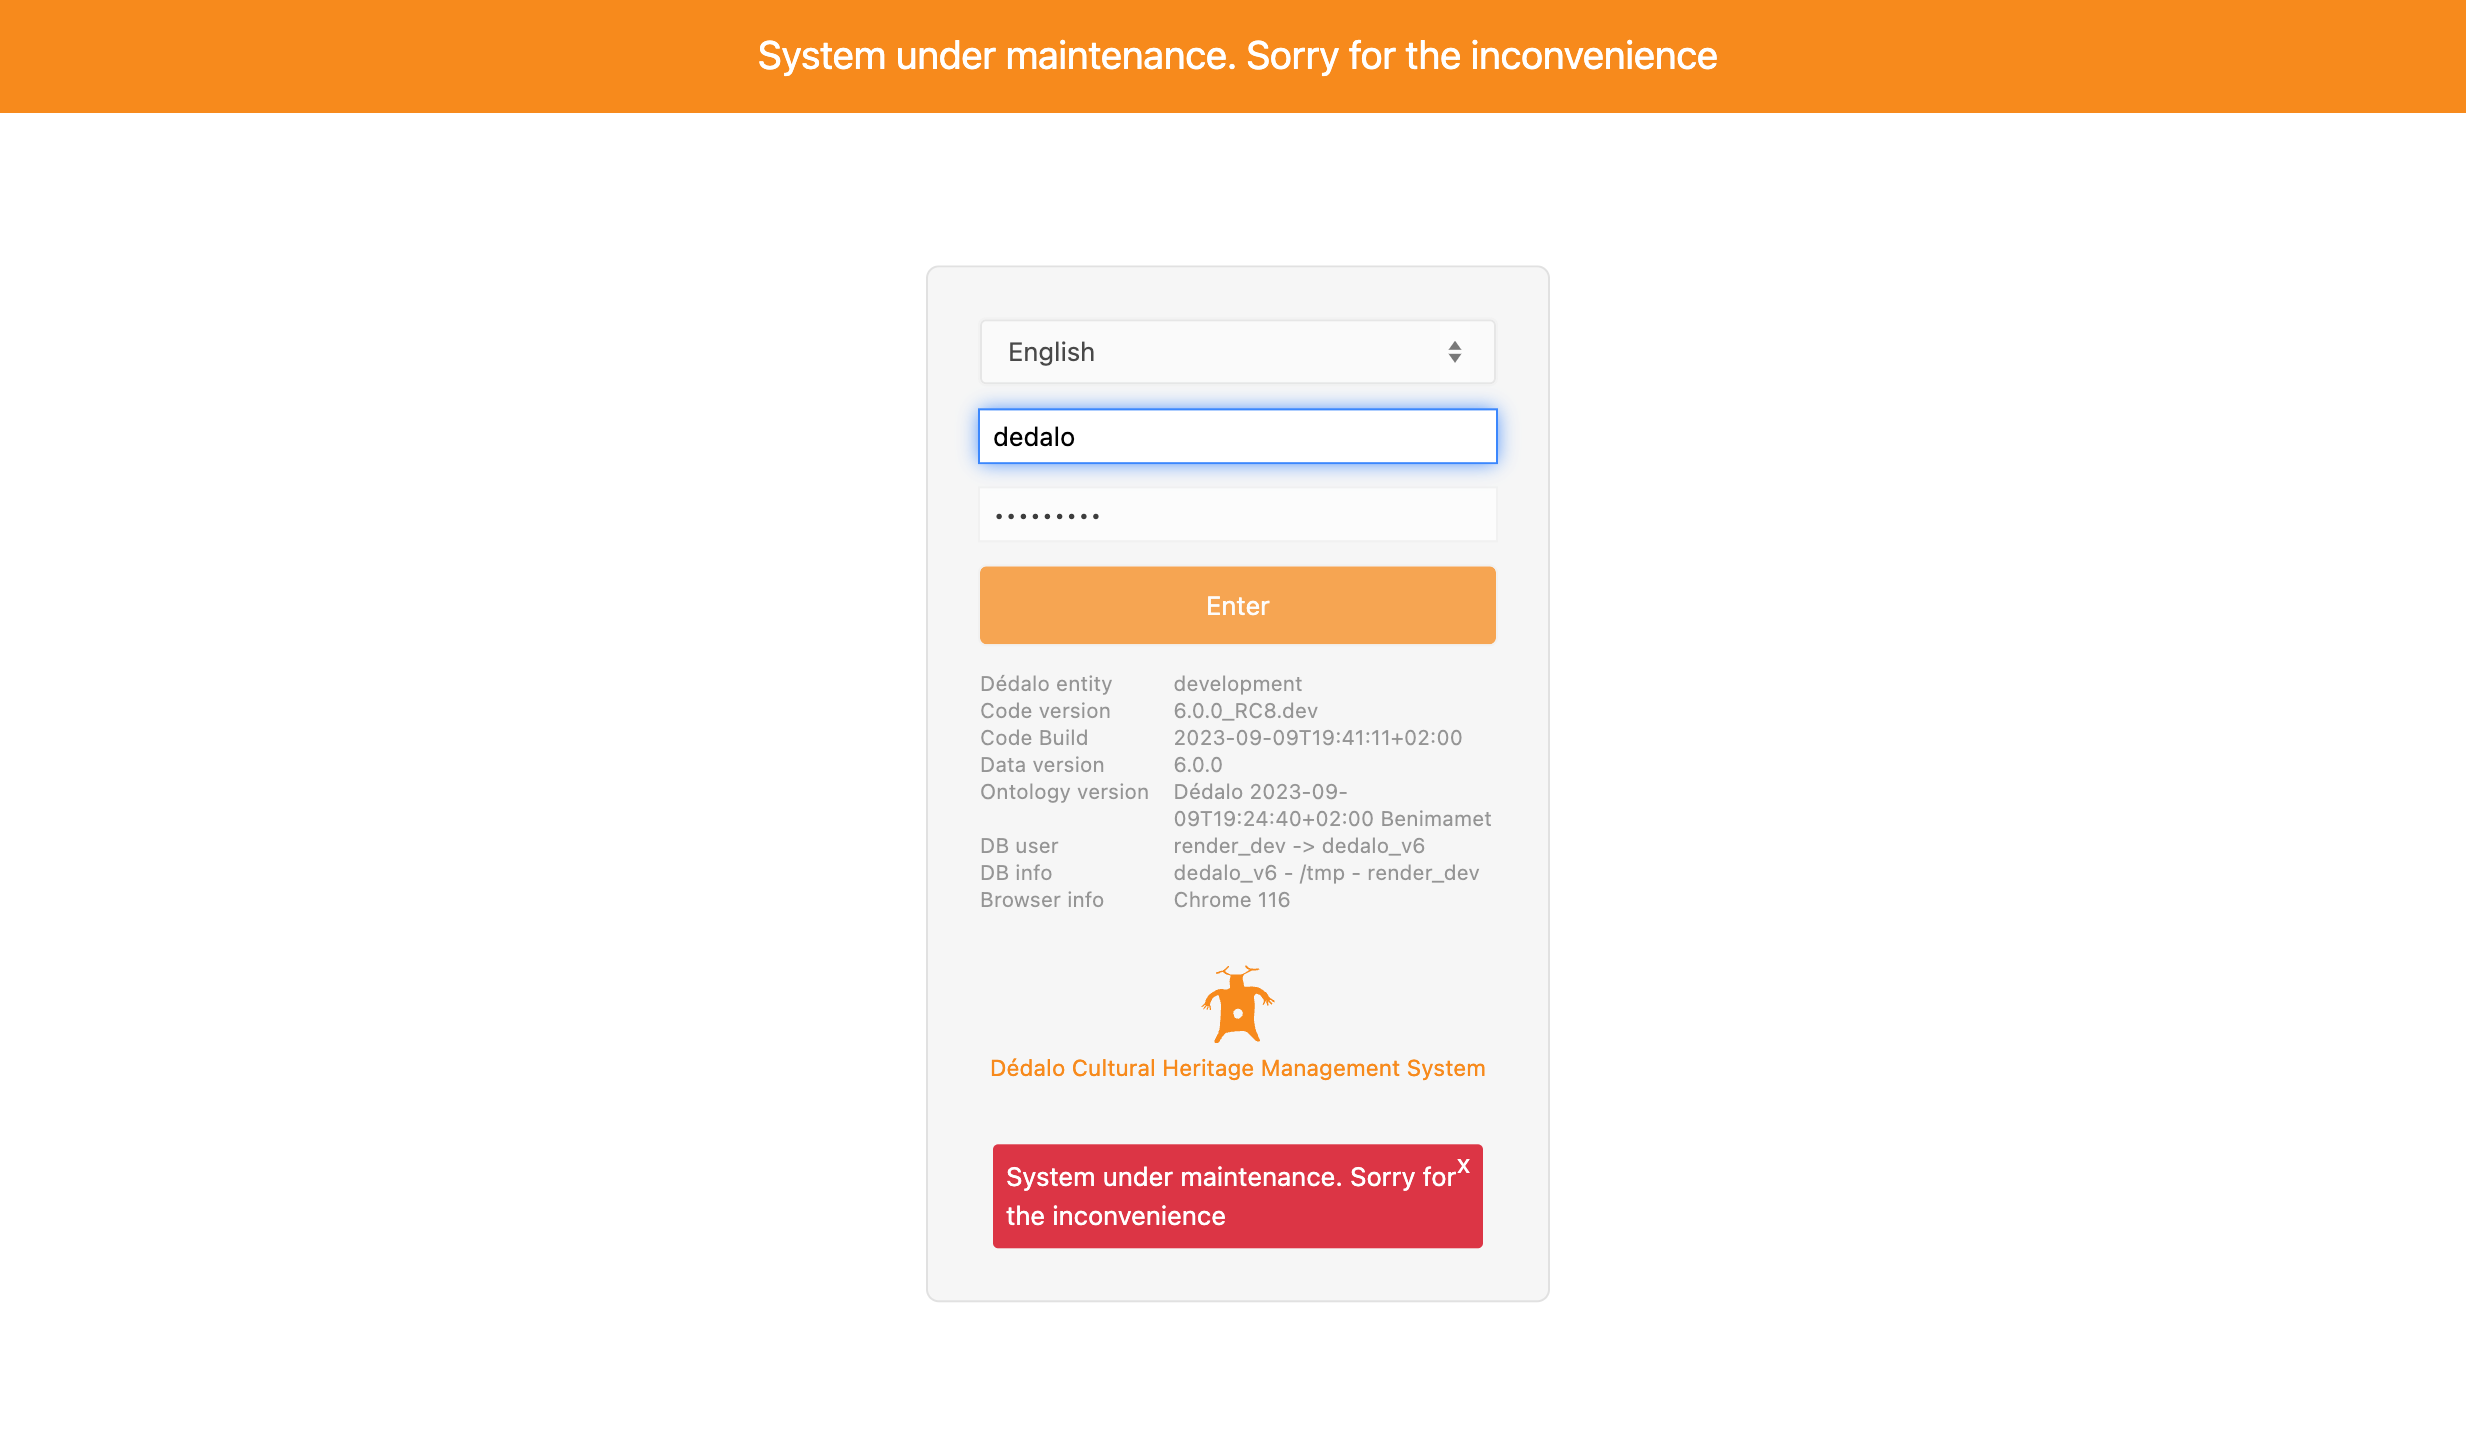 System under maintenance. Sorry for the inconvenience
English
dedalo
•••••••••
Enter
Dédalo entity development
Code version 6.0.0_RC8.dev
Code Build 2023-09-09T19:41:11+02:00
Data version 6.0.0
Ontology version Dédalo 2023-09-
09T19:24:40+02:00 Benimamet
DB user render_dev -> dedalo_v6
DB info dedalo_v6 - /tmp - render_dev
Browser info Chrome 116
Dédalo Cultural Heritage Management System
System under maintenance. Sorry for x
the inconvenience